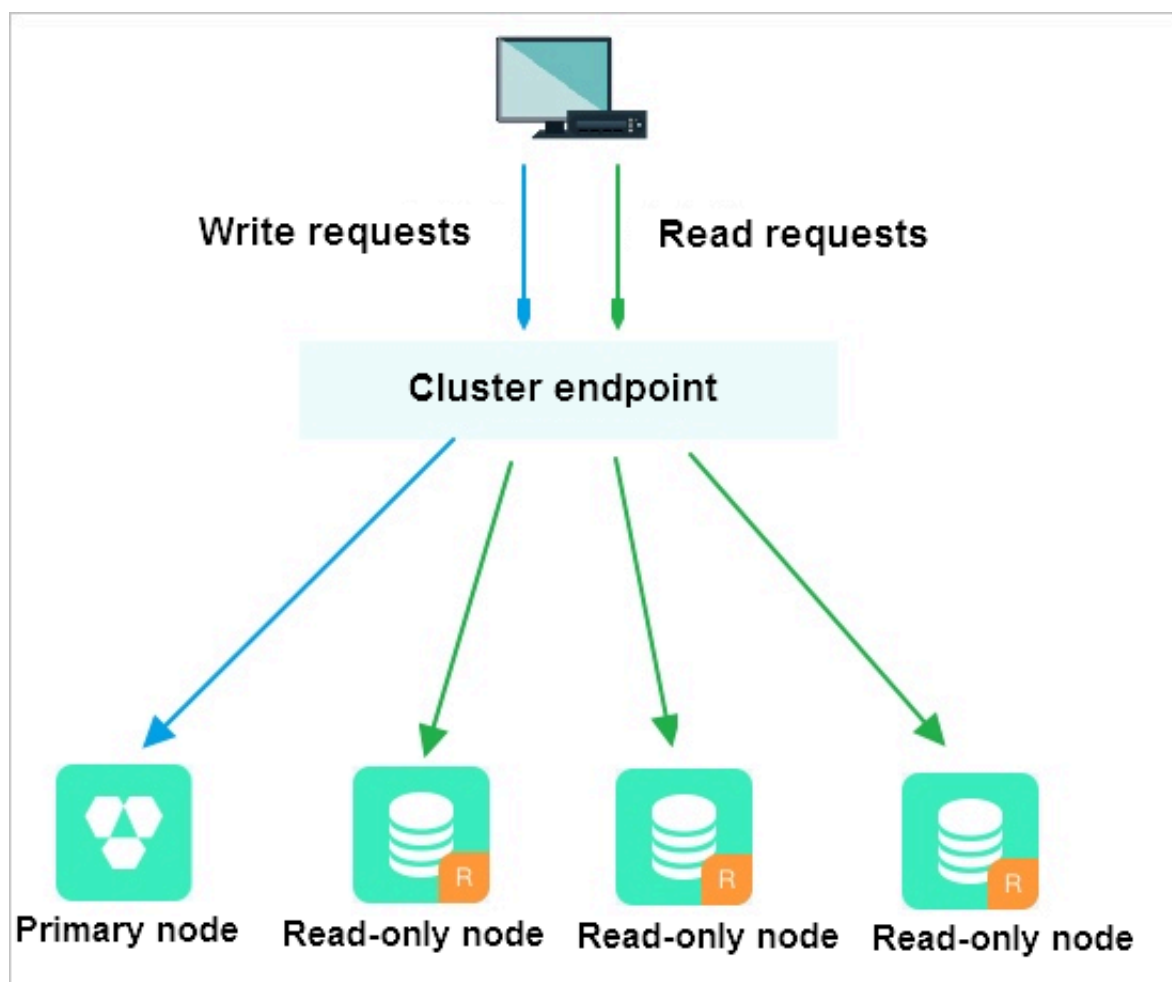 Write requests
Read requests
Cluster endpoint
R
R
R
Primary node
Read-only node
Read-only node
Read-only node